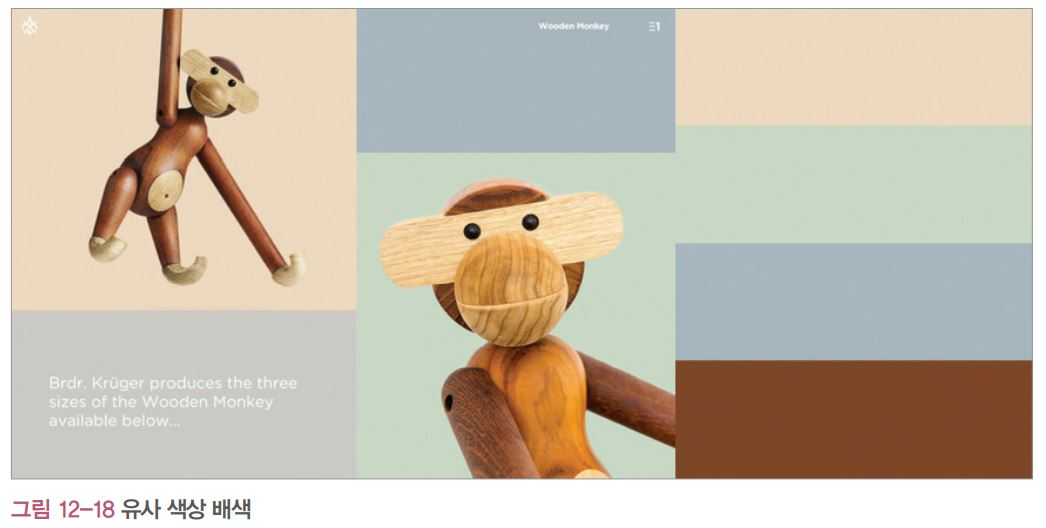 Wooden Monkey
Brdr. Krüger produces the three
sizes of the Wooden Monkey
available below...
그림 12-18 유사 색상 배색